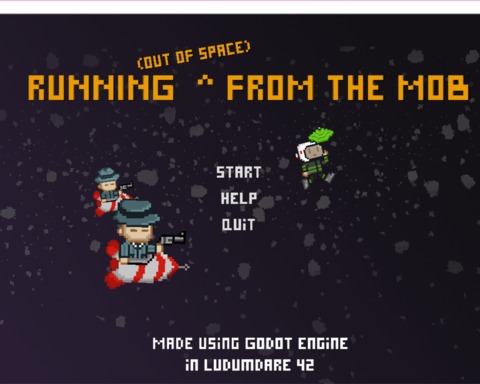 (OUT OF SPACE)
RUNNING ^ FROM THE MOB
START
HELP
QUIT
MADE USING GODOT ENGINE
IN LUDUMDARE 42